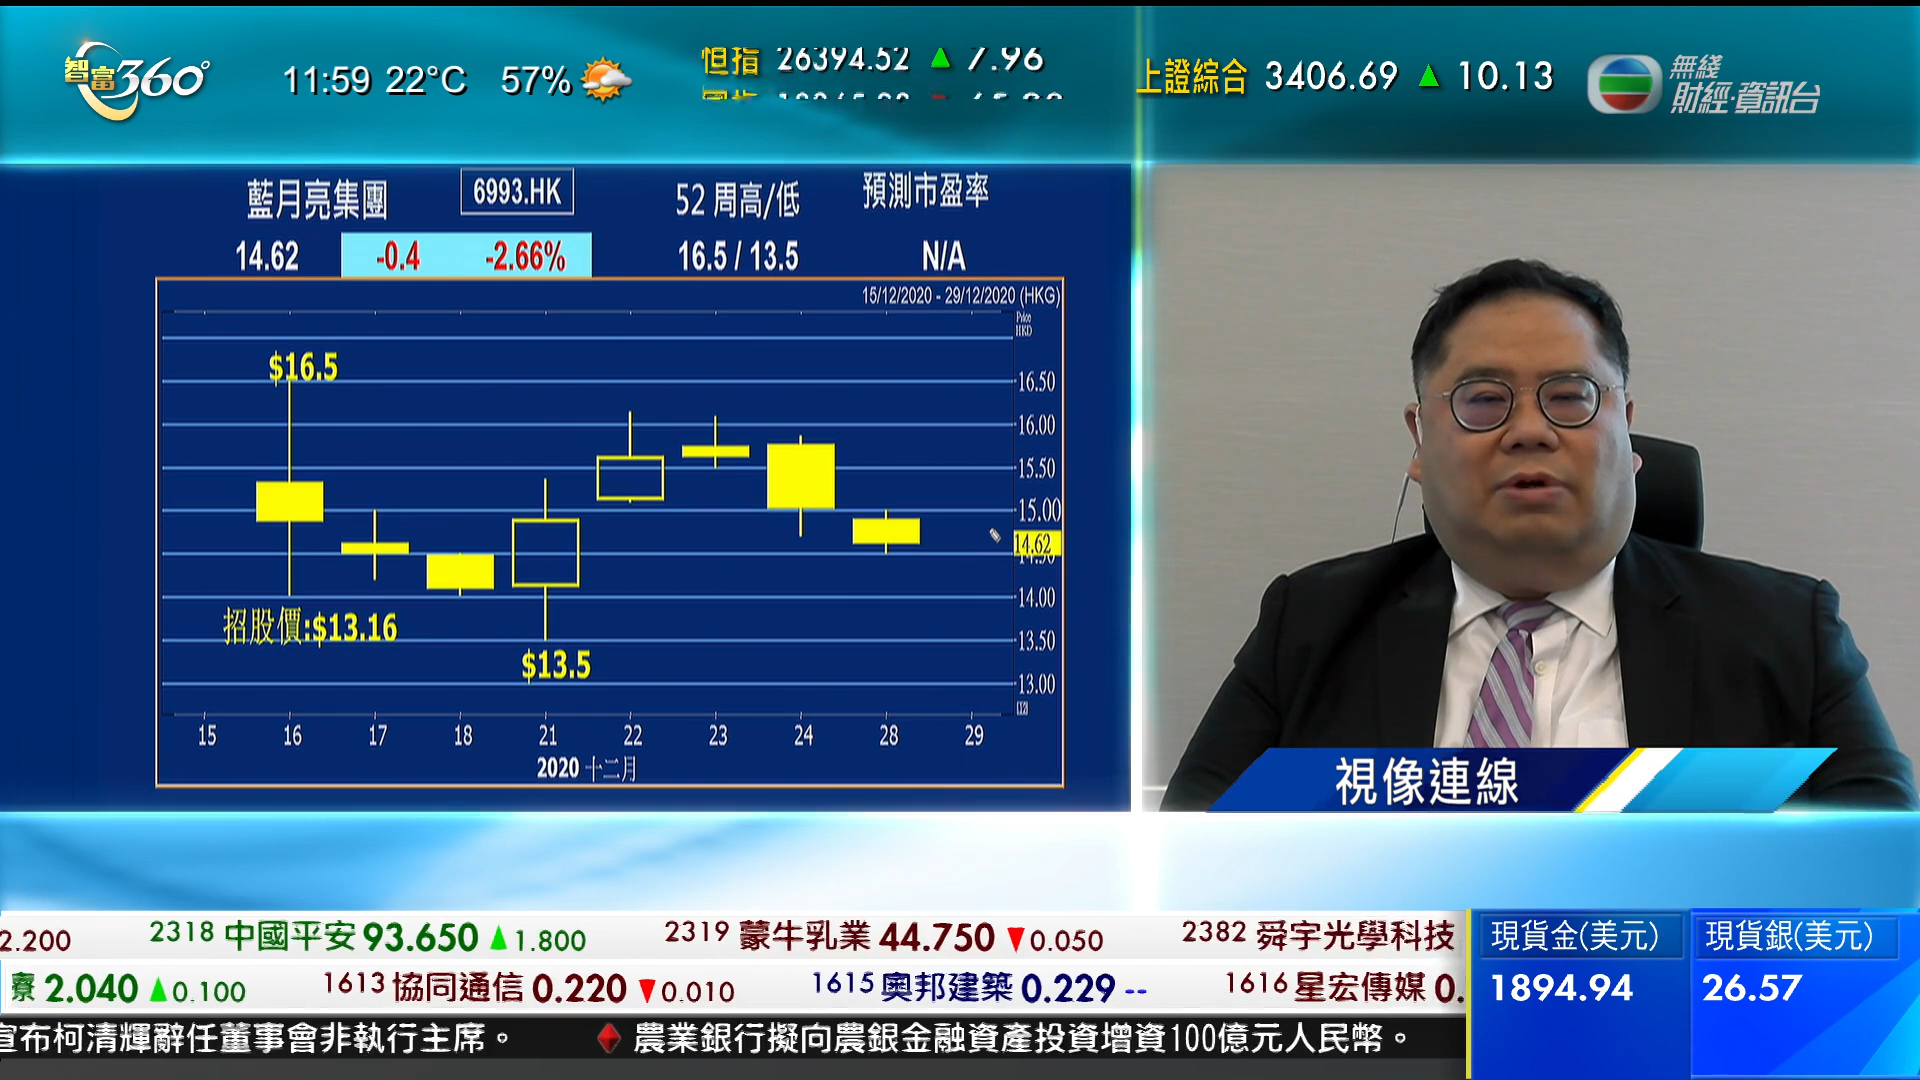 智富360°
11:59 22°C 57%
恒指 26394.52 ▲ 7.96
上證綜合 3406.69 ▲ 10.13
無綫
財經·資訊台
藍月亮集團 6993.HK 52 周高/低 預測市盈率
14.62 -0.4 -2.66% 16.5 / 13.5 N/A
15/12/2020 - 29/12/2020 (HKG)
Price
HKD
$16.5
16.50
16.00
15.50
15.00
14.62
14.50
14.00
招股價:$13.16
13.50
$13.5
13.00
15 16 17 18 21 22 23 24 28 29
2020 十二月
視像連線
2.200 2318 中國平安 93.650 ▲ 1.800 2319 蒙牛乳業 44.750 ▼ 0.050 2382 舜宇光學科技
寮 2.040 ▲ 0.100 1613 協同通信 0.220 ▼ 0.010 1615 奧邦建築 0.229 -- 1616 星宏傳媒 0.
宣布柯清輝辭任董事會非執行主席。 ♦ 農業銀行擬向農銀金融資產投資增資100億元人民幣。
現貨金(美元) 現貨銀(美元)
1894.94 26.57